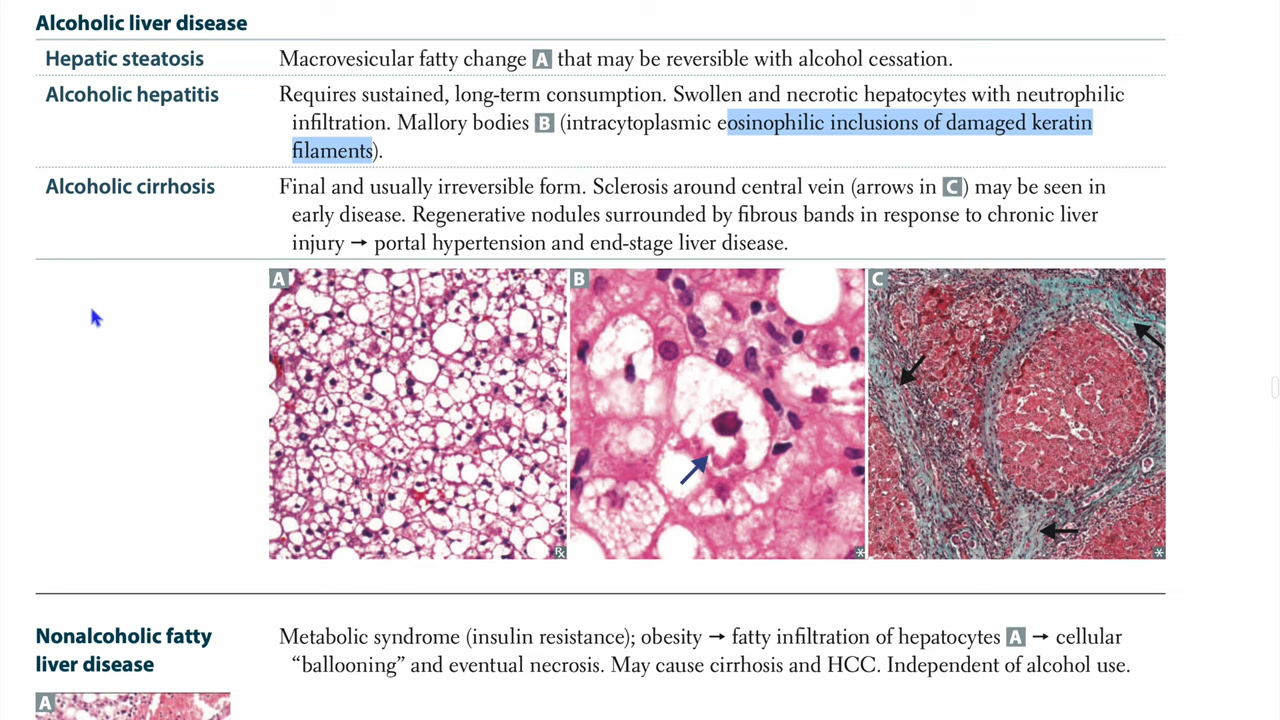 Alcoholic liver disease
Hepatic steatosis
Macrovesicular fatty change A that may be reversible with alcohol cessation.
Alcoholic hepatitis
Requires sustained, long-term consumption. Swollen and necrotic hepatocytes with neutrophilic
infiltration. Mallory bodies B (intracytoplasmic eosinophilic inclusions of damaged keratin
filaments).
Alcoholic cirrhosis
Final and usually irreversible form. Sclerosis around central vein (arrows in C) may be seen in
early disease. Regenerative nodules surrounded by fibrous bands in response to chronic liver
injury → portal hypertension and end-stage liver disease.
A
B
C
℞
*
*
Nonalcoholic fatty
liver disease
Metabolic syndrome (insulin resistance); obesity → fatty infiltration of hepatocytes A → cellular
“ballooning” and eventual necrosis. May cause cirrhosis and HCC. Independent of alcohol use.
A